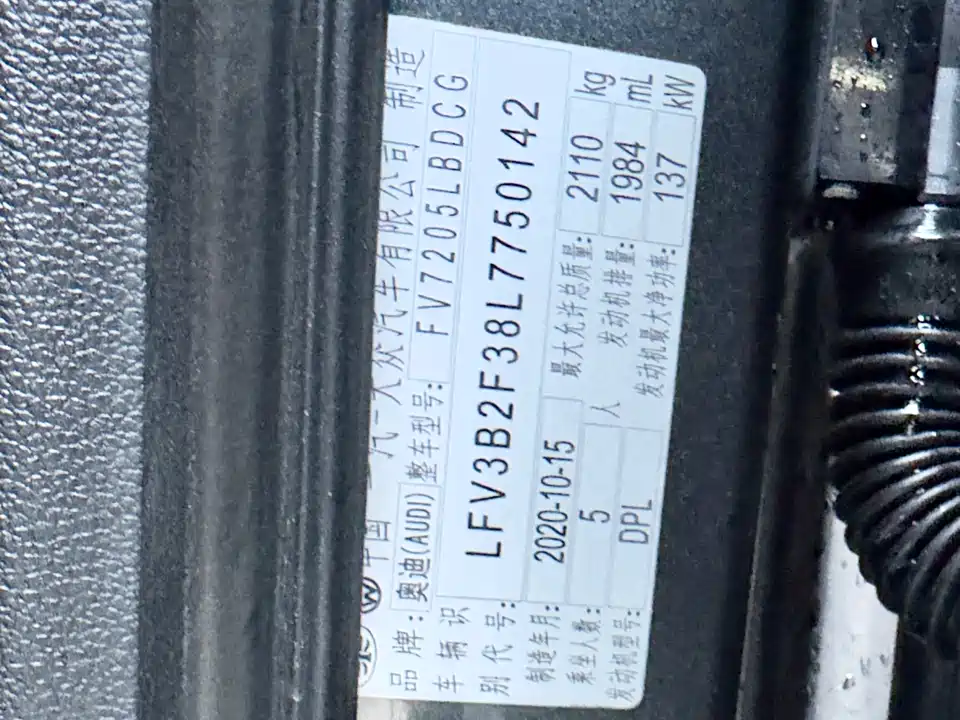 中国 一汽-大众汽车有限公司 制造
品牌: 奥迪(AUDI) 整车型号: FV7205LBDCG
车辆识别代号: LFV3B2F38L7750142
制造年月: 2020-10-15 最大允许总质量: 2110 kg
乘坐人数: 5 人 发动机排量: 1984 mL
发动机型号: DPL 发动机最大净功率: 137 kW